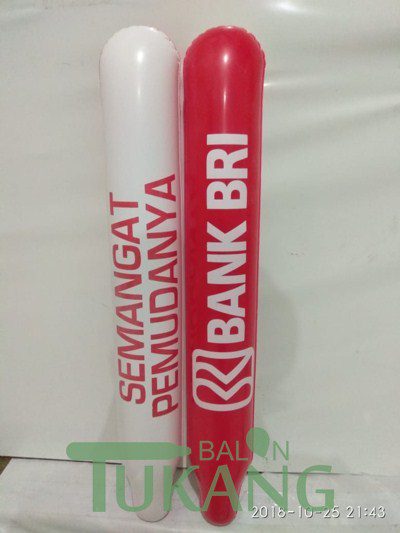 SEMANGAT
PEMUDANYA
BANK BRI
BALON
TUKANG
2016-10-25 21:43